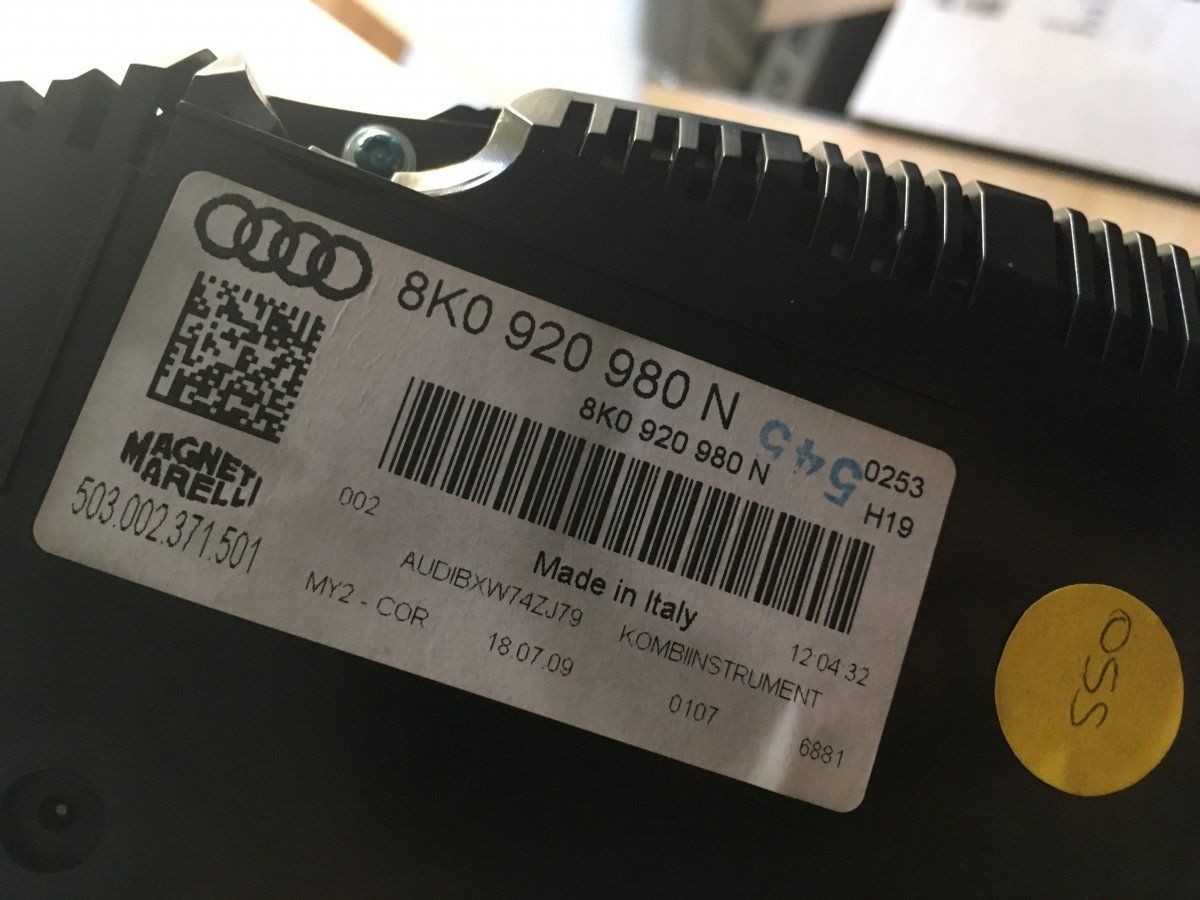 8K0 920 980 N
8K0 920 980 N
545
0253
H19
MAGNETI
MARELLI
503.002.371.501
002
Made in Italy
AUDIBXW74ZJ79
KOMBIINSTRUMENT
12:04:32
MY2 - COR
18.07.09
0107
6881
OSS